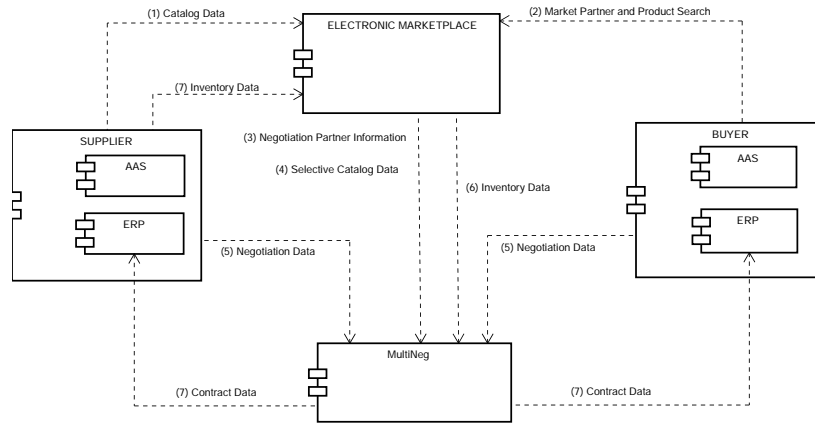 (1) Catalog Data
ELECTRONIC MARKETPLACE
(2) Market Partner and Product Search
(7) Inventory Data
SUPPLIER
(3) Negotiation Partner Information
BUYER
AAS
(4) Selective Catalog Data
AAS
(6) Inventory Data
ERP
ERP
(5) Negotiation Data
(5) Negotiation Data
MultiNeg
(7) Contract Data
(7) Contract Data